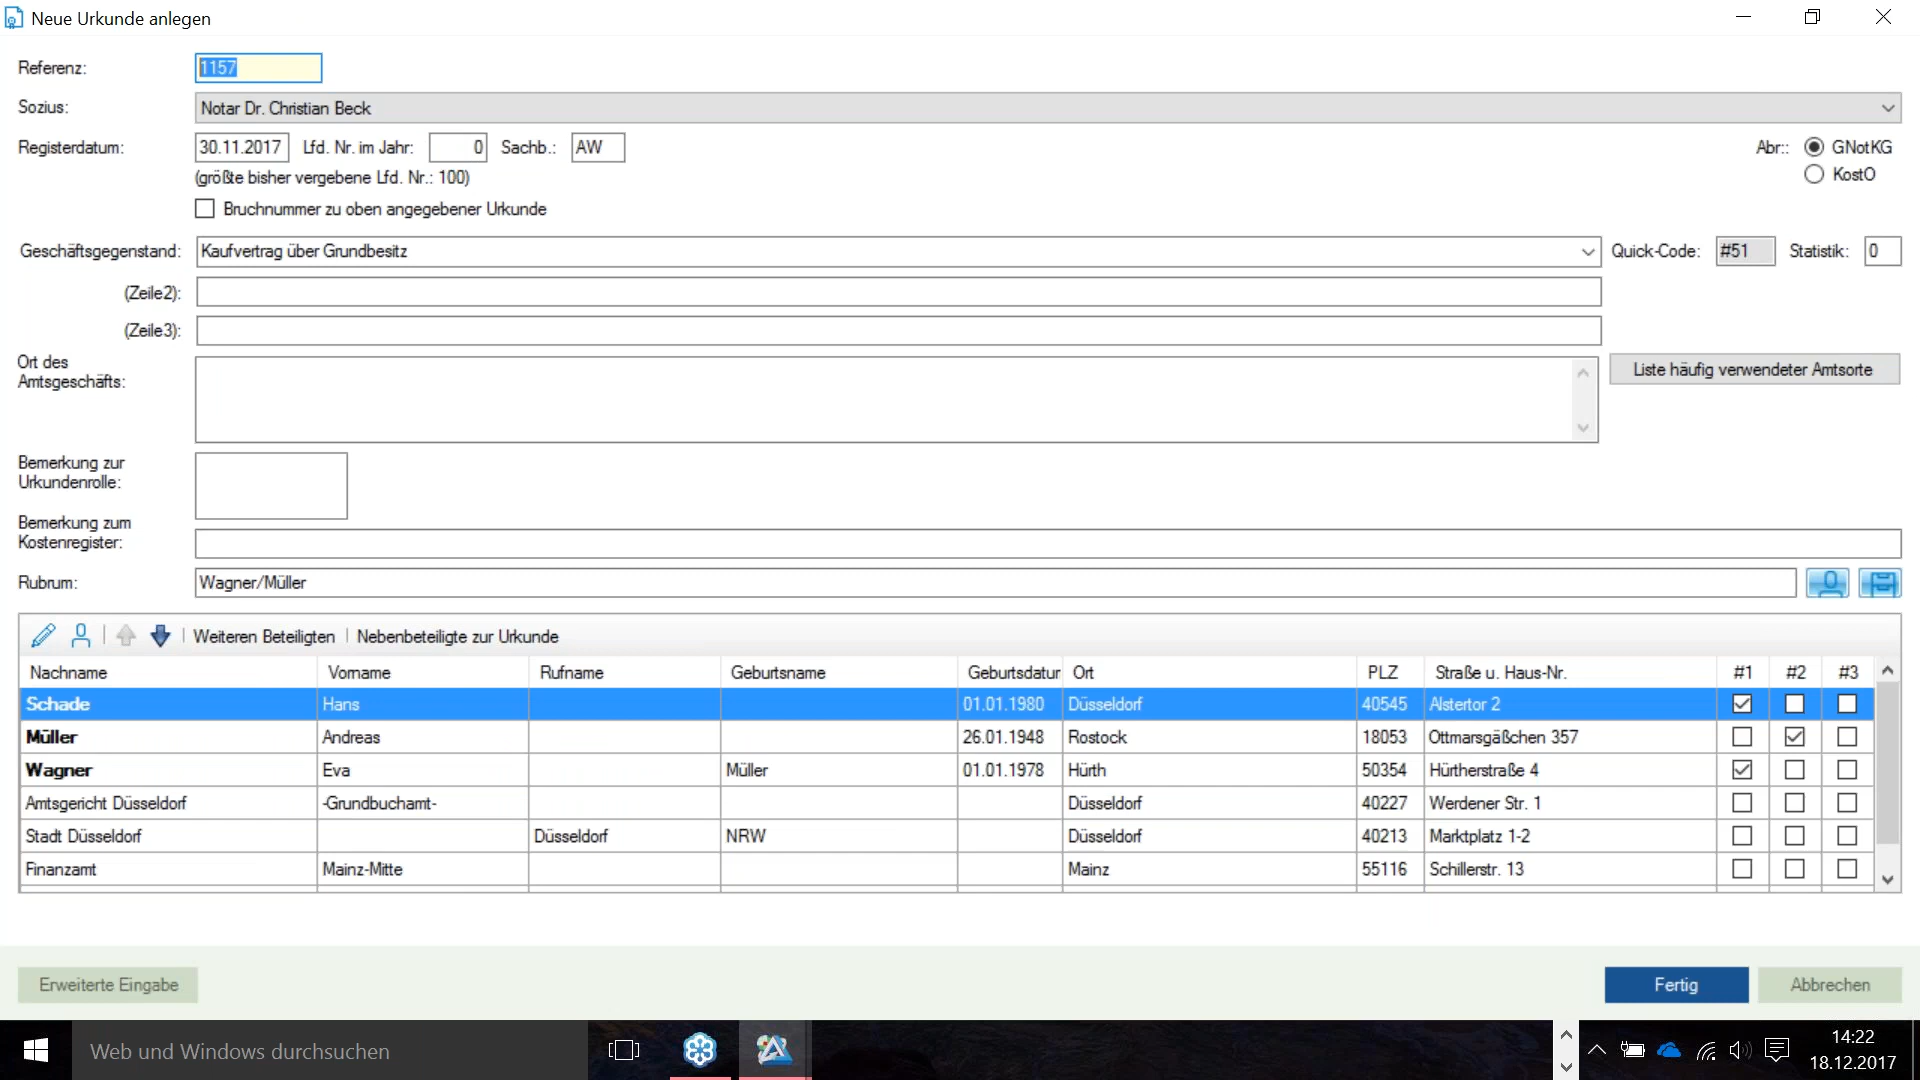 Neue Urkunde anlegen
Referenz: 1157
Sozius: Notar Dr. Christian Beck
Registerdatum: 30.11.2017 Lfd. Nr. im Jahr: 0 Sachb.: AW Abr:: GNotKG
(größte bisher vergebene Lfd. Nr.: 100) KostO
Bruchnummer zu oben angegebener Urkunde
Geschäftsgegenstand: Kaufvertrag über Grundbesitz Quick-Code: #51 Statistik: 0
(Zeile2):
(Zeile3):
Ort des
Amtsgeschäfts: Liste häufig verwendeter Amtsorte
Bemerkung zur
Urkundenrolle:
Bemerkung zum
Kostenregister:
Rubrum: Wagner/Müller
Weiteren Beteiligten Nebenbeteiligte zur Urkunde
Nachname Vorname Rufname Geburtsname Geburtsdatur Ort PLZ Straße u. Haus-Nr. #1 #2 #3
Schade Hans 01.01.1980 Düsseldorf 40545 Alstertor 2
Müller Andreas 26.01.1948 Rostock 18053 Ottmarsgäßchen 357
Wagner Eva Müller 01.01.1978 Hürth 50354 Hürtherstraße 4
Amtsgericht Düsseldorf -Grundbuchamt- Düsseldorf 40227 Werdener Str. 1
Stadt Düsseldorf Düsseldorf NRW Düsseldorf 40213 Marktplatz 1-2
Finanzamt Mainz-Mitte Mainz 55116 Schillerstr. 13
Erweiterte Eingabe Fertig Abbrechen
Web und Windows durchsuchen 14:22
18.12.2017